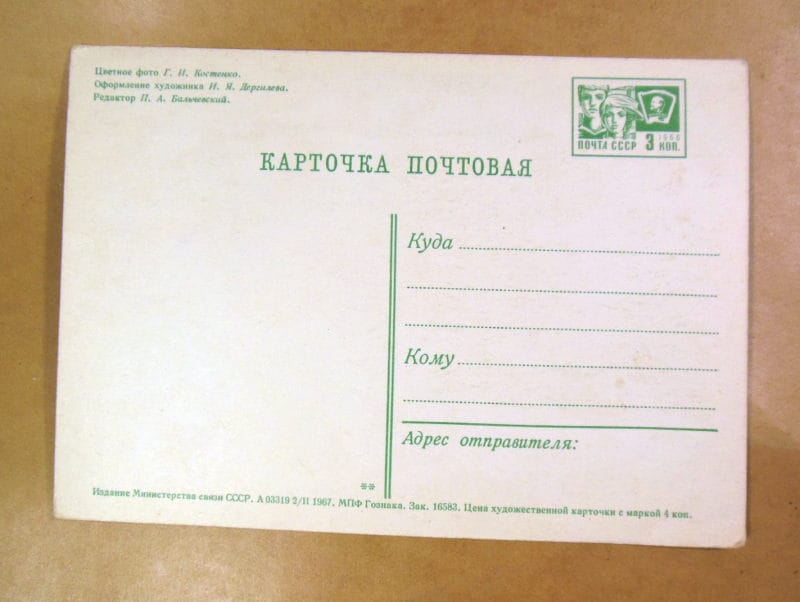 Цветное фото Г. И. Костенко.
Оформление художника И. Я. Дергилева.
Редактор П. А. Бальчевский.
1966
ПОЧТА СССР 3 КОП.
КАРТОЧКА ПОЧТОВАЯ
Куда
Кому
Адрес отправителя:
**
Издание Министерства связи СССР. А 03319 2/II 1967. МПФ Гознака. Зак. 16583. Цена художественной карточки с маркой 4 коп.